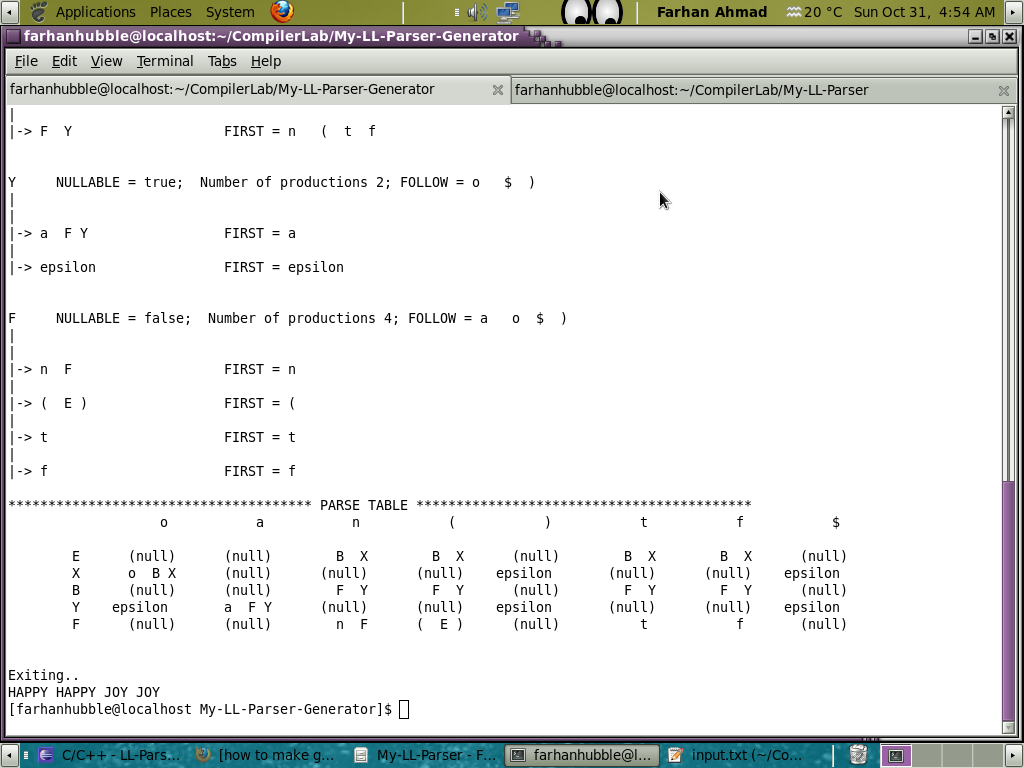 Applications Places System Farhan Ahmad 20 °C Sun Oct 31, 4:54 AM
farhanhubble@localhost:~/CompilerLab/My-LL-Parser-Generator
File Edit View Terminal Tabs Help
farhanhubble@localhost:~/CompilerLab/My-LL-Parser-Generator farhanhubble@localhost:~/CompilerLab/My-LL-Parser
|
|-> F  Y                   FIRST = n   (  t  f
Y     NULLABLE = true;  Number of productions 2; FOLLOW = o   $  )
|
|
|-> a  F Y                 FIRST = a
|
|-> epsilon                FIRST = epsilon
F     NULLABLE = false;  Number of productions 4; FOLLOW = a   o  $  )
|
|
|-> n  F                   FIRST = n
|
|-> (  E )                 FIRST = (
|
|-> t                      FIRST = t
|
|-> f                      FIRST = f
************************************** PARSE TABLE ******************************************
o           a           n           (           )           t          f           $
E      (null)      (null)        B  X        B  X      (null)        B  X       B  X      (null)
X      o  B X      (null)      (null)      (null)    epsilon       (null)      (null)    epsilon
B      (null)      (null)        F  Y        F  Y      (null)        F  Y       F  Y      (null)
Y    epsilon       a  F Y      (null)      (null)    epsilon       (null)      (null)    epsilon
F      (null)      (null)        n  F      (  E )      (null)          t          f       (null)
Exiting..
HAPPY HAPPY JOY JOY
[farhanhubble@localhost My-LL-Parser-Generator]$
C/C++ - LL-Pars... [how to make g... My-LL-Parser - F... farhanhubble@l... input.txt (~/Co...